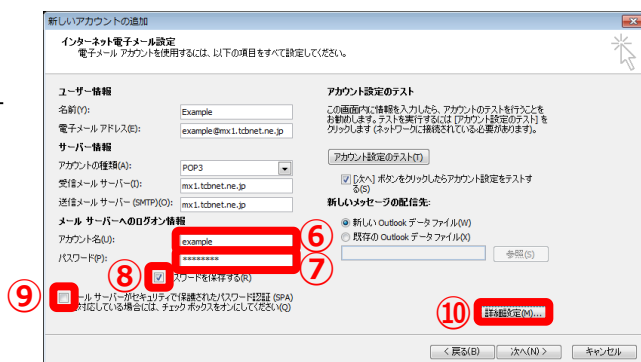 新しいアカウントの追加
インターネット電子メール設定
電子メール アカウントを使用するには、以下の項目をすべて設定してください。
ユーザー情報
名前(Y):
Example
電子メール アドレス(E):
example@mx1.tcbnet.ne.jp
サーバー情報
アカウントの種類(A):
POP3
受信メール サーバー(I):
mx1.tcbnet.ne.jp
送信メール サーバー (SMTP)(O):
mx1.tcbnet.ne.jp
メール サーバーへのログオン情報
アカウント名(U):
example
⑥
パスワード(P):
********
⑦
⑧
スワードを保存する(R)
⑨
ール サーバーがセキュリティで保護されたパスワード認証 (SPA)
対応している場合には、チェック ボックスをオンにしてください(Q)
アカウント設定のテスト
この画面内に情報を入力したら、アカウントのテストを行うことを
お勧めします。テストを実行するには [アカウント設定のテスト] を
クリックします (ネットワークに接続されている必要があります)。
アカウント設定のテスト(T)
[次へ] ボタンをクリックしたらアカウント設定をテストす
る(S)
新しいメッセージの配信先:
新しい Outlook データ ファイル(W)
既存の Outlook データ ファイル(X)
参照(S)
⑩
詳細設定(M)...
< 戻る(B)
次へ(N) >
キャンセル